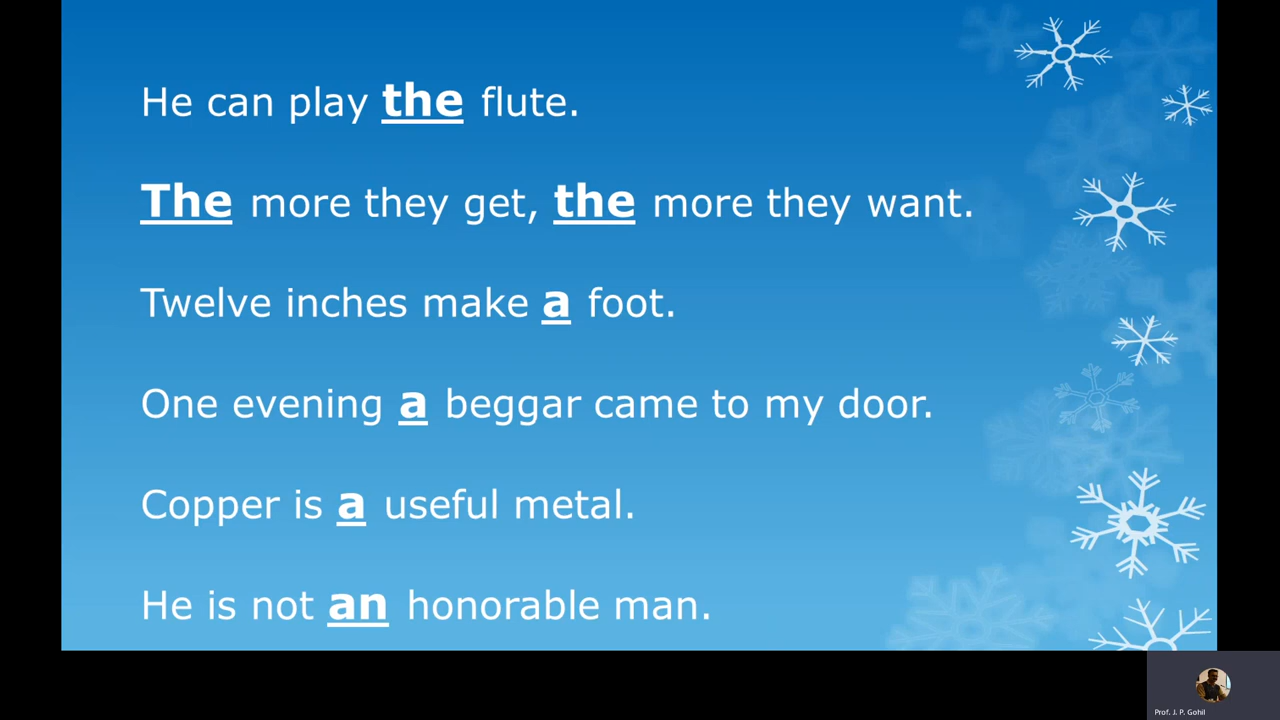 He can play the flute.
The more they get, the more they want.
Twelve inches make a foot.
One evening a beggar came to my door.
Copper is a useful metal.
He is not an honorable man.
Prof. J. P. Gohil